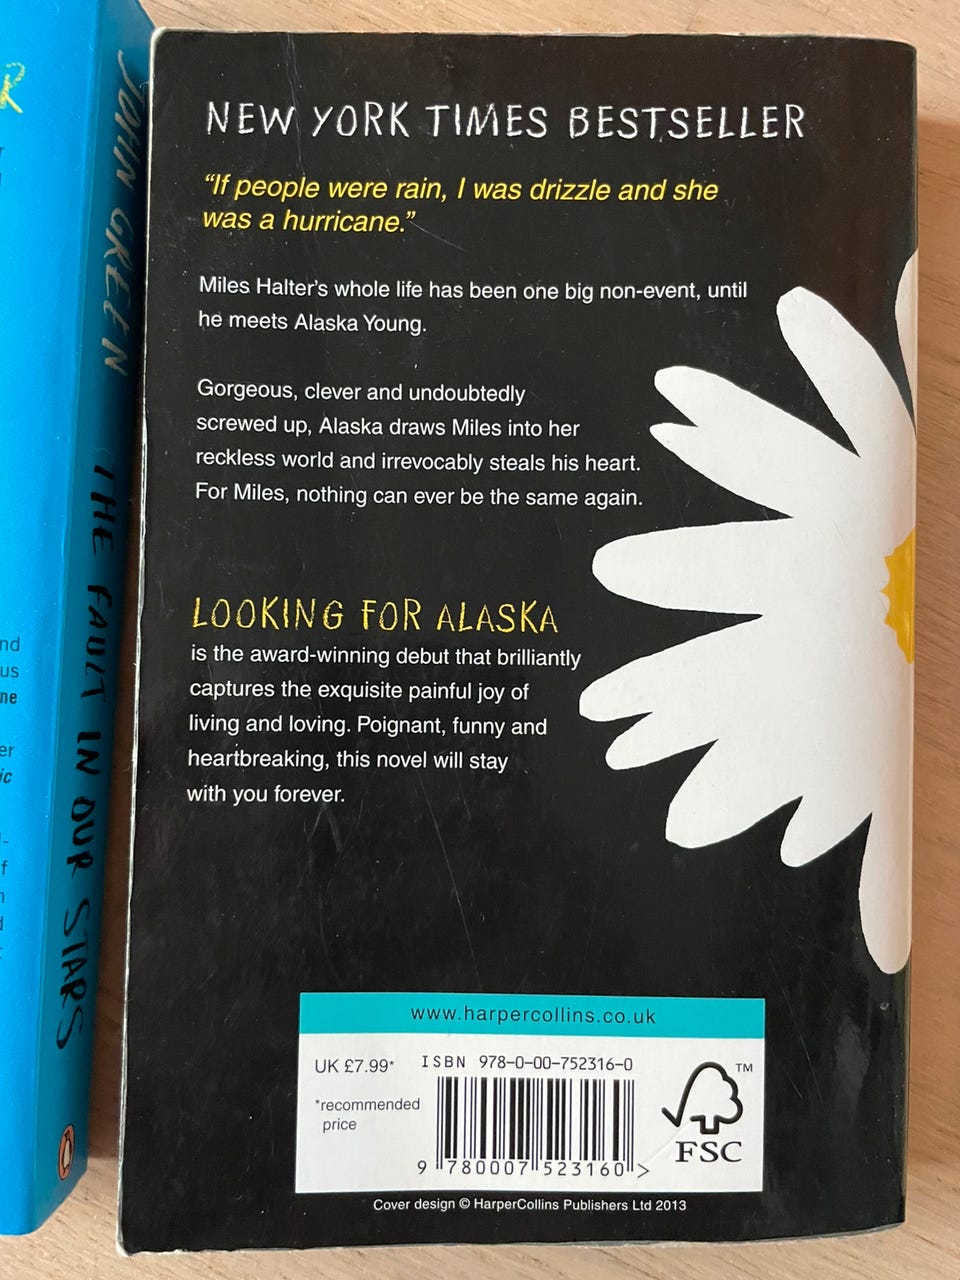 JOHN GREEN THE FAULT IN OUR STARS
nd
us
ne
er
ic
NEW YORK TIMES BESTSELLER
“If people were rain, I was drizzle and she
was a hurricane.”
Miles Halter’s whole life has been one big non-event, until
he meets Alaska Young.
Gorgeous, clever and undoubtedly
screwed up, Alaska draws Miles into her
reckless world and irrevocably steals his heart.
For Miles, nothing can ever be the same again.
LOOKING FOR ALASKA
is the award-winning debut that brilliantly
captures the exquisite painful joy of
living and loving. Poignant, funny and
heartbreaking, this novel will stay
with you forever.
www.harpercollins.co.uk
UK £7.99*
ISBN 978-0-00-752316-0
*recommended
price
9 780007 523160 >
TM
FSC
Cover design © HarperCollins Publishers Ltd 2013